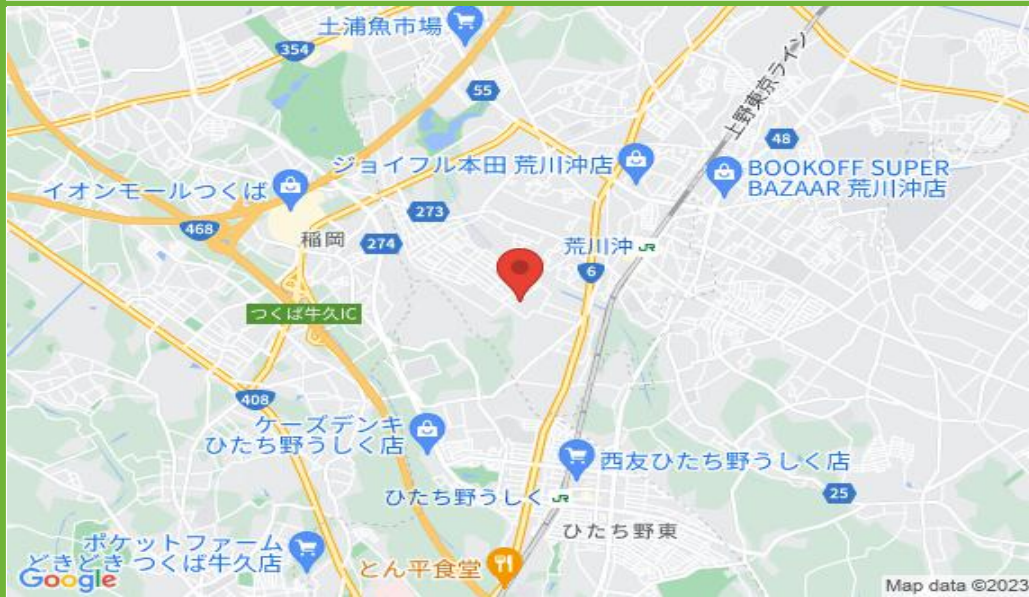 土浦魚市場
354
55
上野東京ライン
48
ジョイフル本田 荒川沖店
BOOKOFF SUPER
BAZAAR 荒川沖店
イオンモールつくば
273
468
稲岡
274
荒川沖 JR
6
つくば牛久IC
408
ケーズデンキ
ひたち野うしく店
西友ひたち野うしく店
25
ひたち野うしく JR
ひたち野東
ポケットファーム
どきどき つくば牛久店
とん平食堂
Google
Map data ©2023